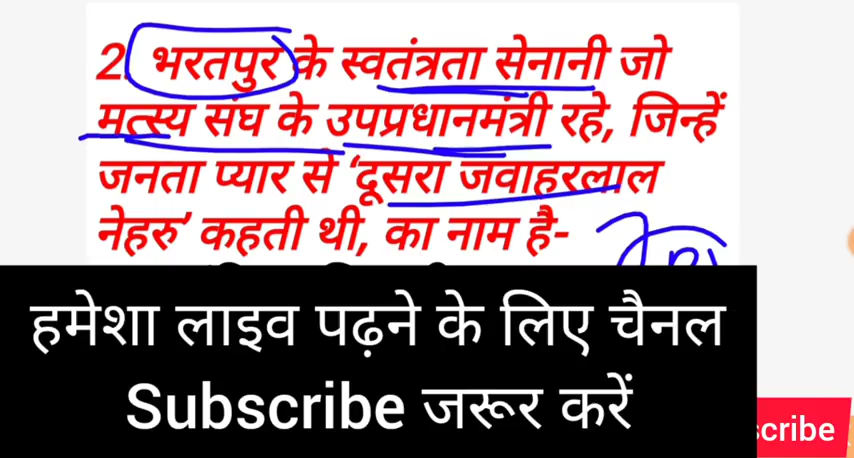 2. भरतपुर के स्वतंत्रता सेनानी जो
मत्स्य संघ के उपप्रधानमंत्री रहे, जिन्हें
जनता प्यार से ‘दूसरा जवाहरलाल
नेहरु’ कहती थी, का नाम है-
हमेशा लाइव पढ़ने के लिए चैनल
Subscribe जरूर करें
cribe